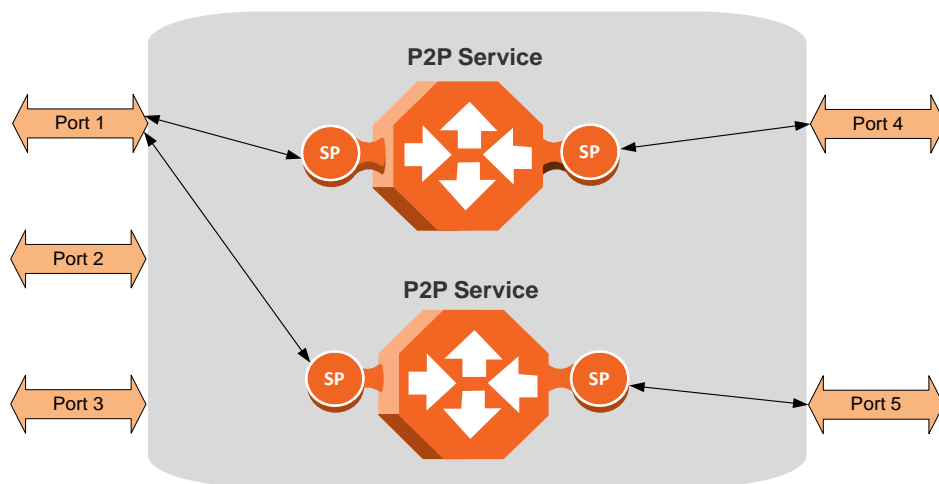 P2P Service
Port 1
SP
SP
Port 4
Port 2
P2P Service
SP
SP
Port 3
Port 5